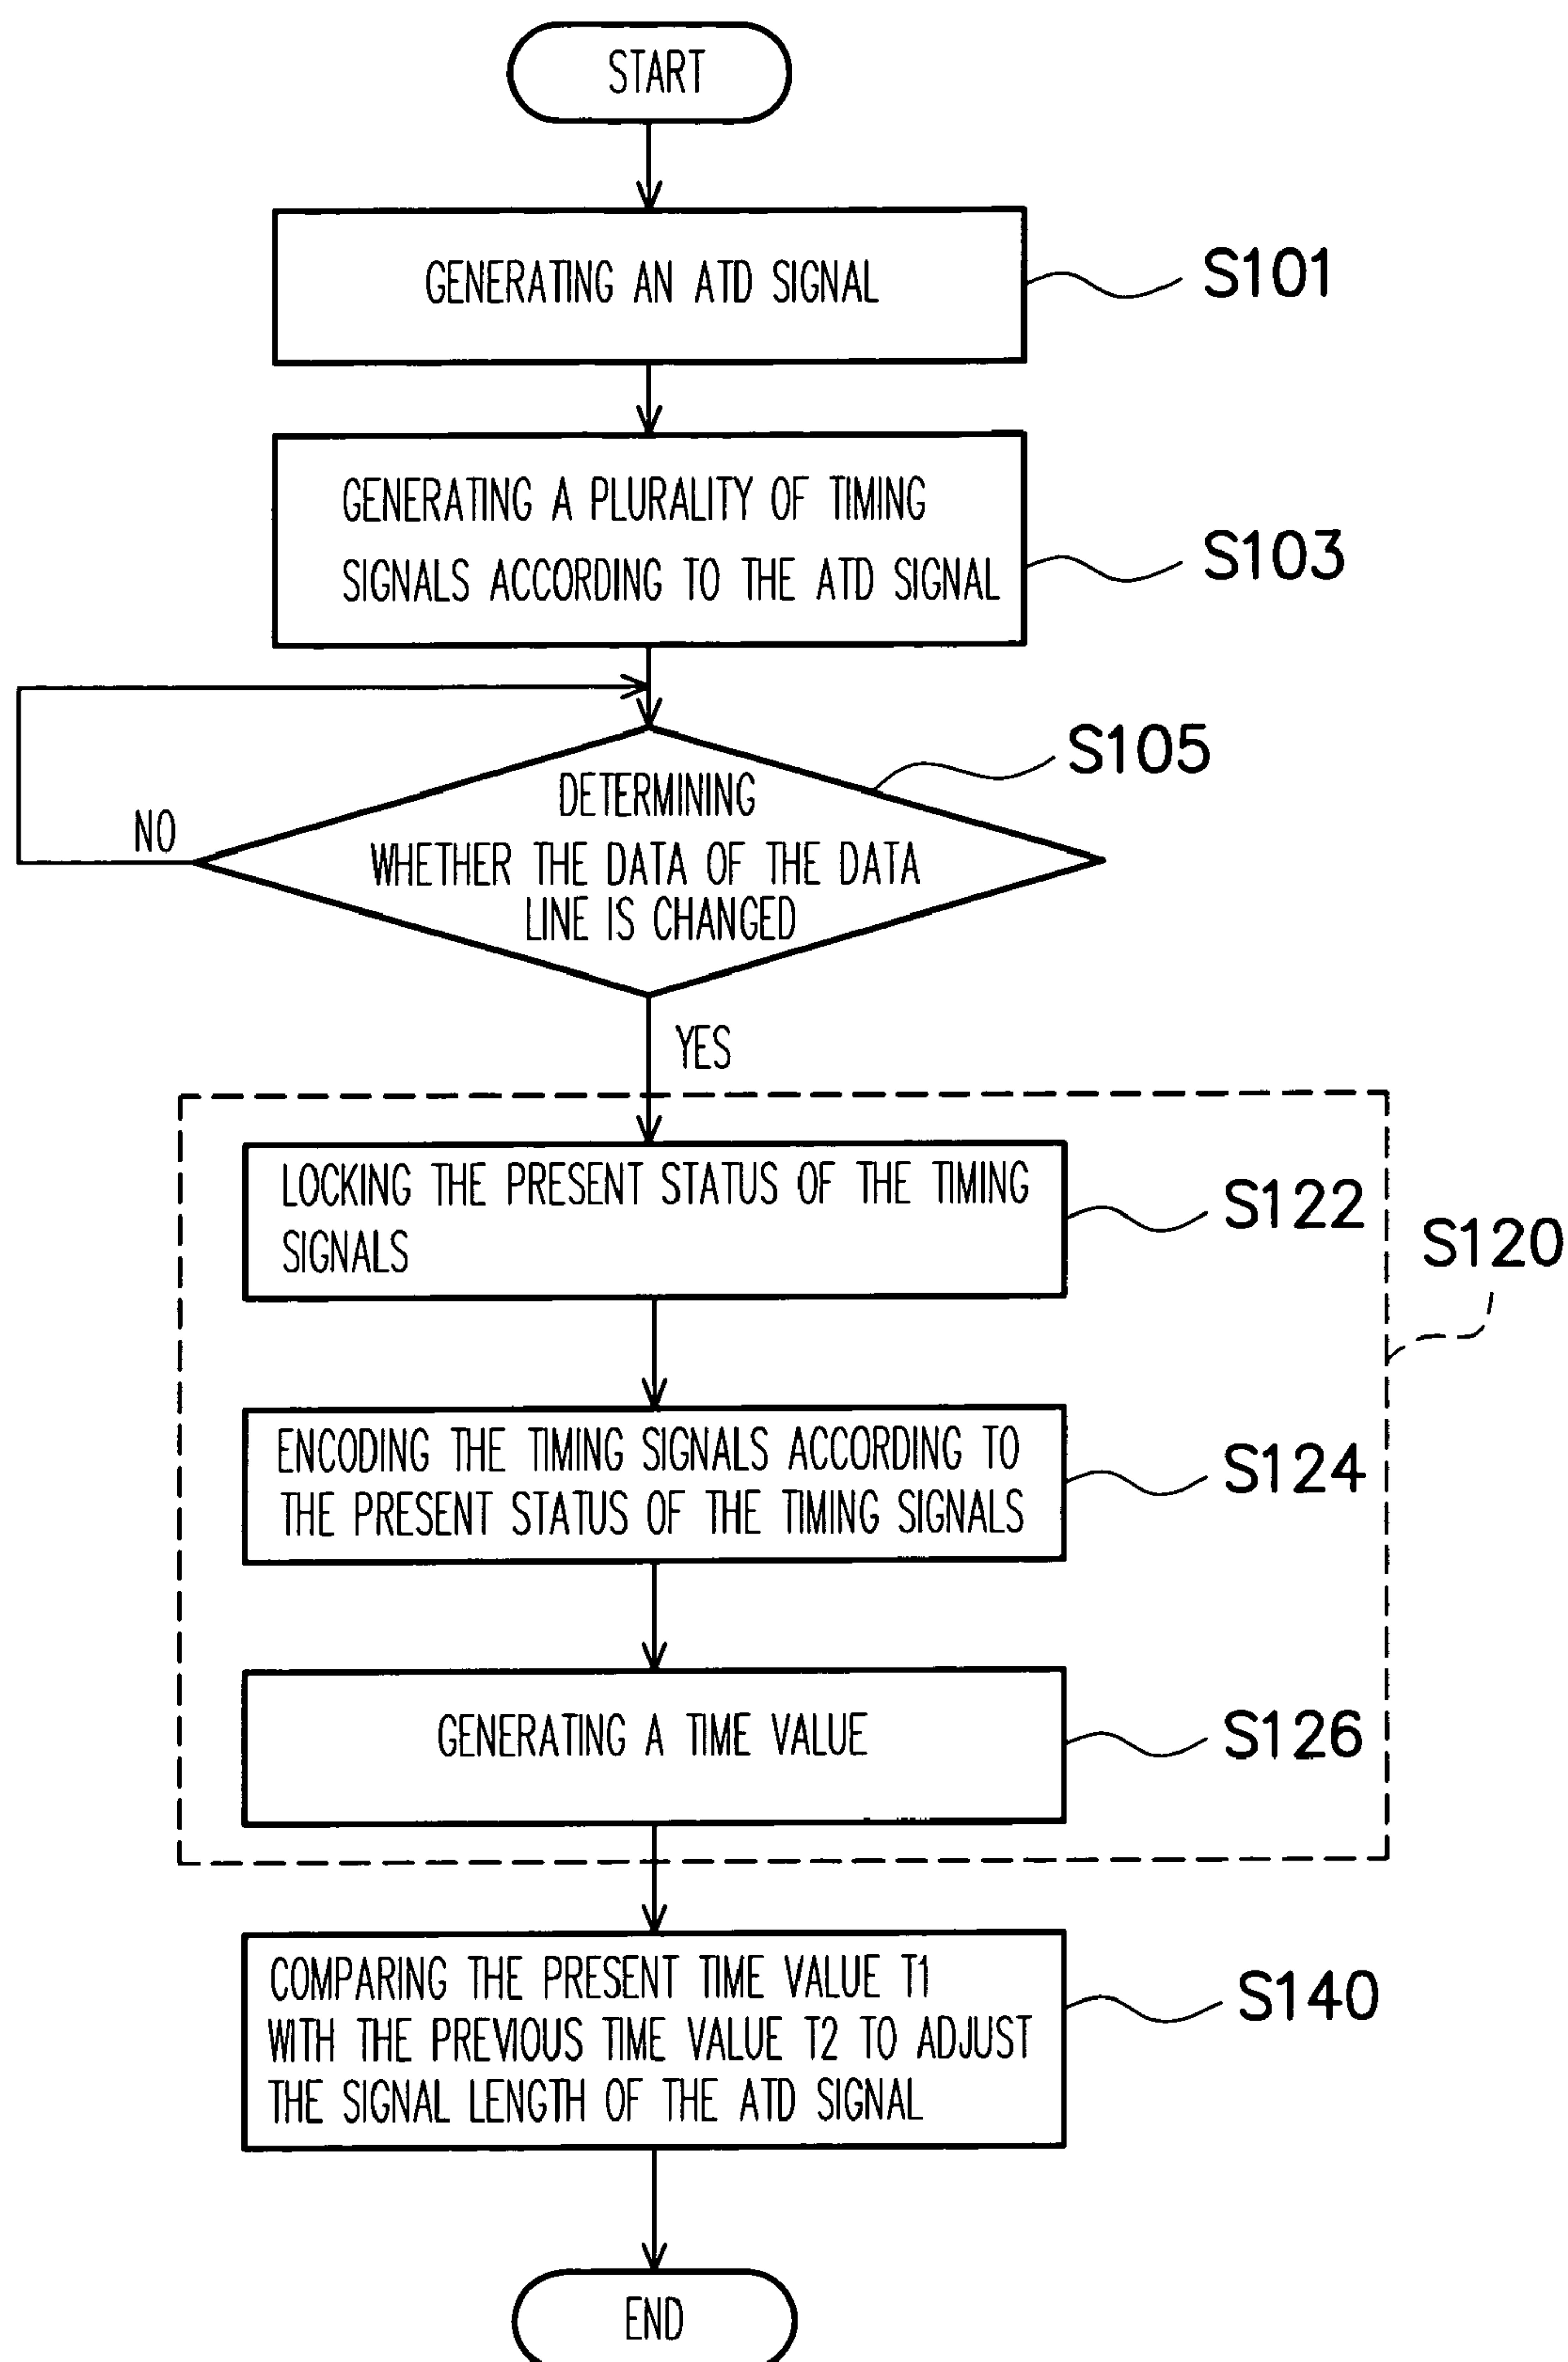 START
GENERATING AN ATD SIGNAL
S101
GENERATING A PLURALITY OF TIMING
SIGNALS ACCORDING TO THE ATD SIGNAL
S103
S105
DETERMINING
WHETHER THE DATA OF THE DATA
LINE IS CHANGED
NO
YES
LOCKING THE PRESENT STATUS OF THE TIMING
SIGNALS
S122
S120
ENCODING THE TIMING SIGNALS ACCORDING TO
THE PRESENT STATUS OF THE TIMING SIGNALS
S124
GENERATING A TIME VALUE
S126
COMPARING THE PRESENT TIME VALUE T1
WITH THE PREVIOUS TIME VALUE T2 TO ADJUST
THE SIGNAL LENGTH OF THE ATD SIGNAL
S140
END